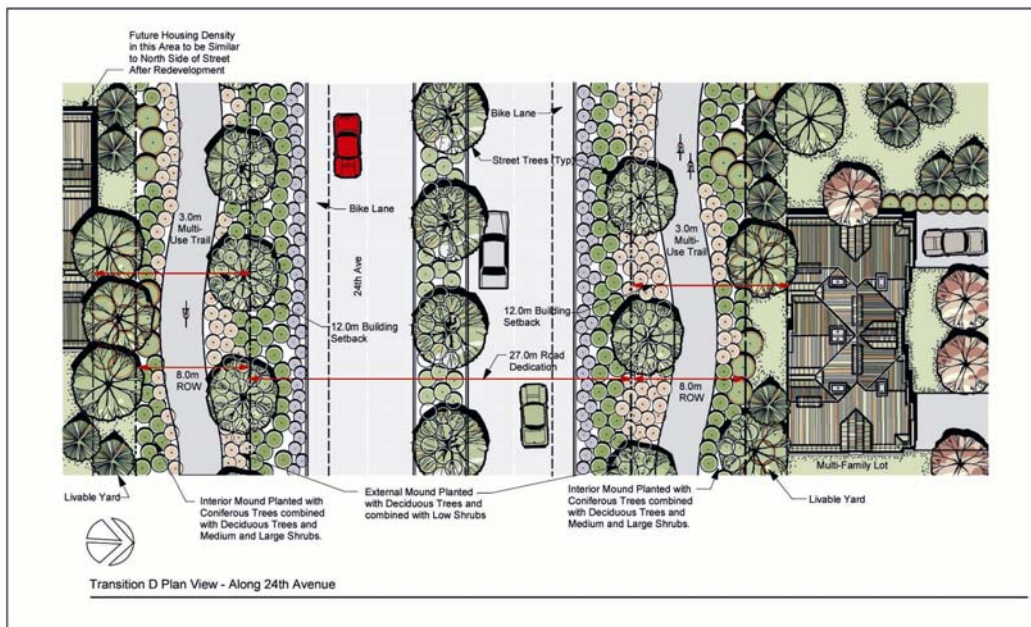 Future Housing Density
in this Area to be Similar
to North Side of Street
After Redevelopment
Bike Lane
Street Trees (Typ)
Bike Lane
3.0m
Multi-
Use Trail
3.0m
Multi-
Use Trail
24th Ave
12.0m Building
Setback
12.0m Building
Setback
27.0m Road
Dedication
8.0m
ROW
8.0m
ROW
Multi-Family Lot
Livable Yard
Interior Mound Planted with
Coniferous Trees combined
with Deciduous Trees and
Medium and Large Shrubs.
External Mound Planted
with Deciduous Trees and
combined with Low Shrubs
Interior Mound Planted with
Coniferous Trees combined
with Deciduous Trees and
Medium and Large Shrubs.
Livable Yard
Transition D Plan View - Along 24th Avenue